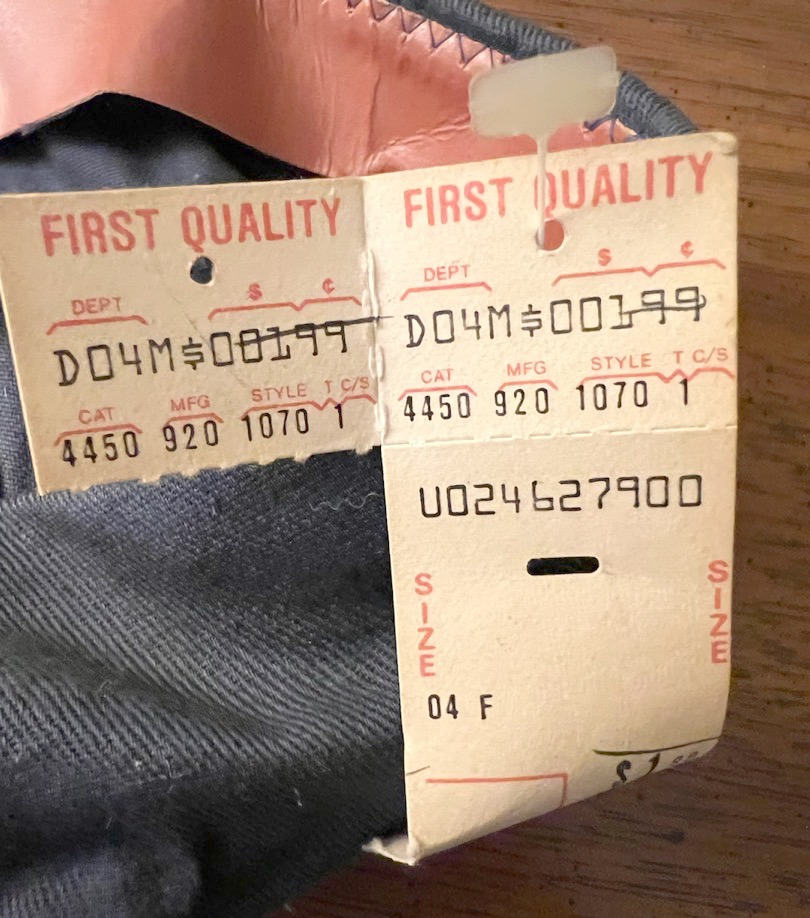 FIRST QUALITY
DEPT $ ¢
D04M$00199
CAT MFG STYLE T C/S
4450 920 1070 1
FIRST QUALITY
DEPT $ ¢
D04M$00199
CAT MFG STYLE T C/S
4450 920 1070 1
U024627900
SIZE
SIZE
04 F